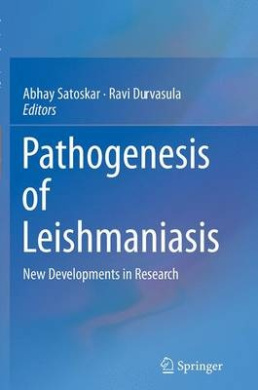 Abhay Satoskar · Ravi Durvasula
Editors
Pathogenesis
of
Leishmaniasis
New Developments in Research
Springer